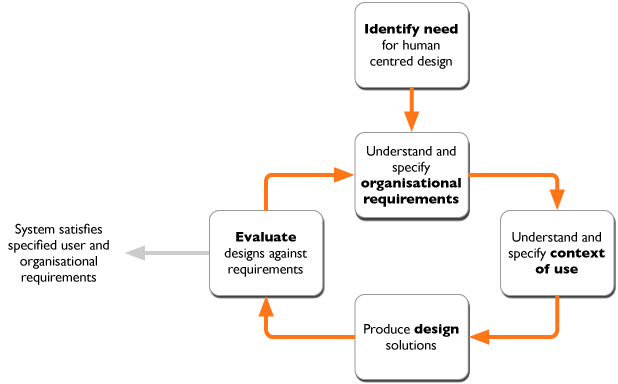 Identify need
for human
centred design
Understand and
specify
organisational
requirements
Understand and
specify context
of use
Produce design
solutions
Evaluate
designs against
requirements
System satisfies
specified user and
organisational
requirements